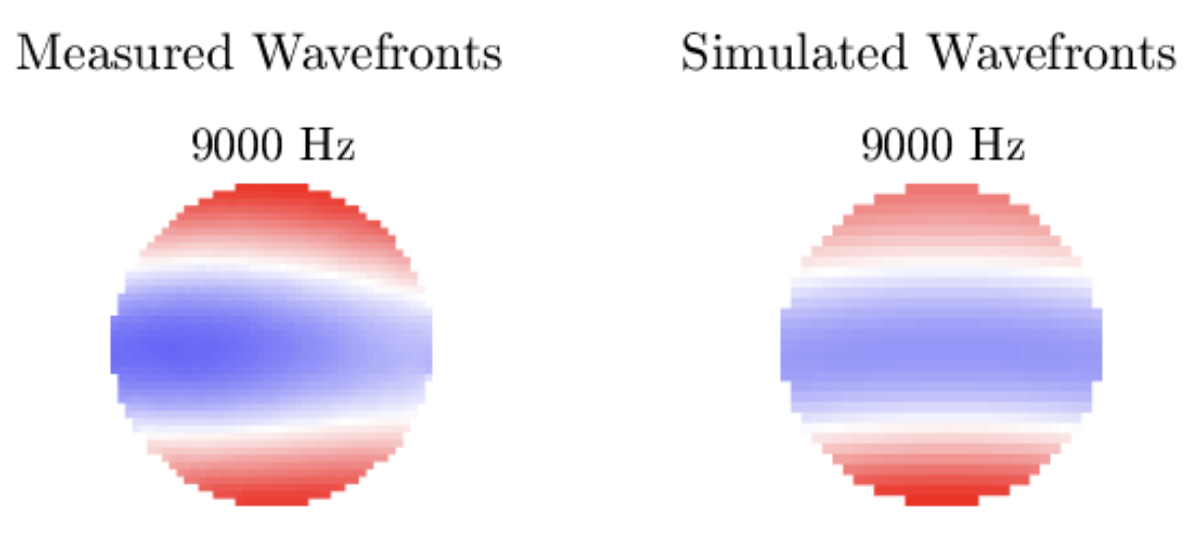 Measured Wavefronts
Simulated Wavefronts
9000 Hz
9000 Hz